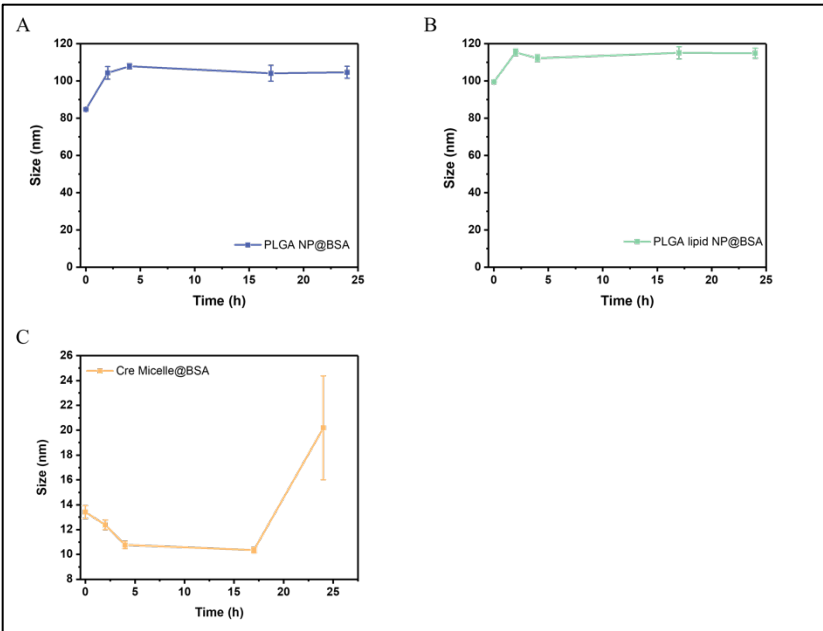 A
120
100
80
60
40
20
0
Size (nm)
PLGA NP@BSA
0 5 10 15 20 25
Time (h)
B
120
100
80
60
40
20
0
Size (nm)
PLGA lipid NP@BSA
0 5 10 15 20 25
Time (h)
C
26
24
22
20
18
16
14
12
10
8
Size (nm)
Cre Micelle@BSA
0 5 10 15 20 25
Time (h)